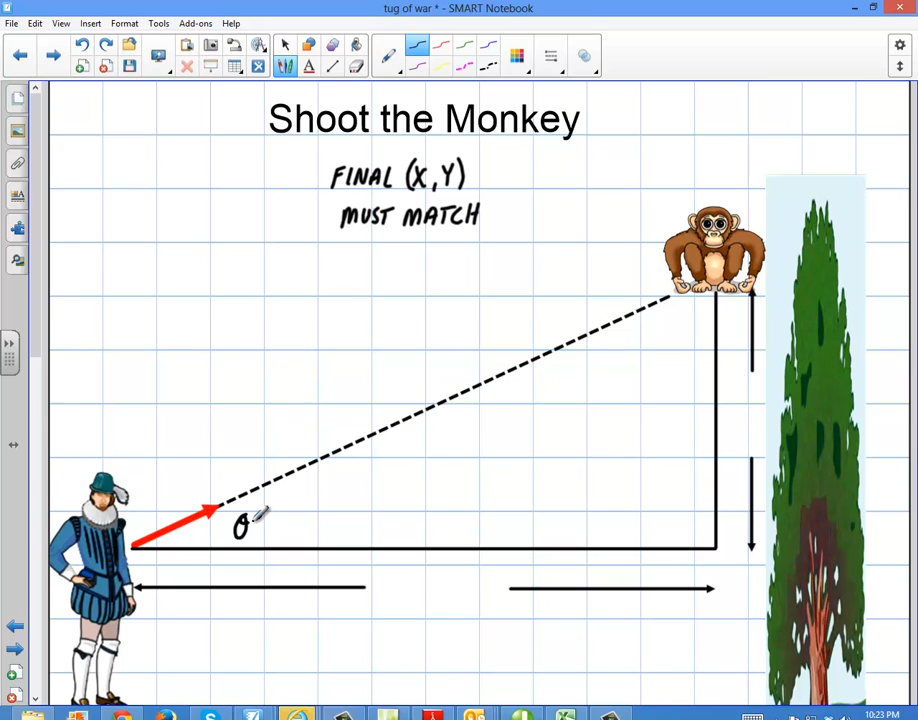 tug of war * - SMART Notebook
File Edit View Insert Format Tools Add-ons Help
Shoot the Monkey
FINAL (X,Y)
MUST MATCH
θ
10:23 PM